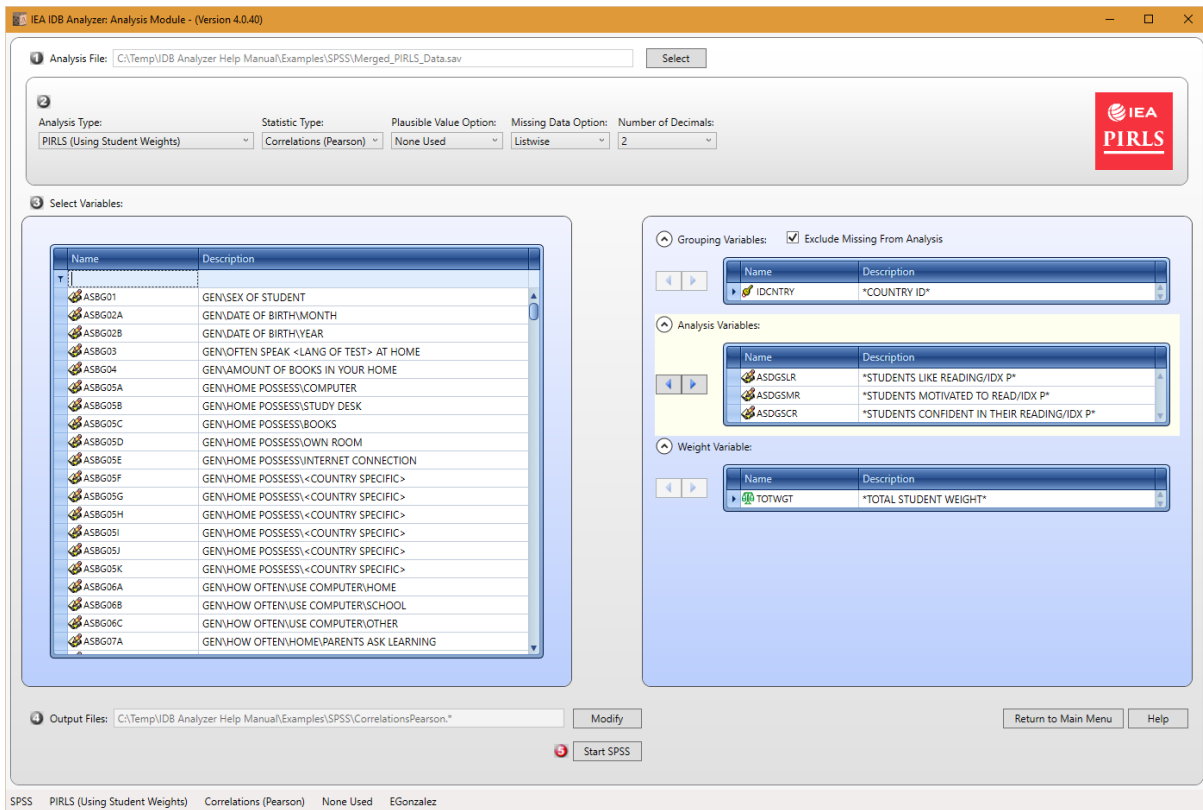 IEA IDB Analyzer: Analysis Module - (Version 4.0.40)
1 Analysis File: C:\Temp\IDB Analyzer Help Manual\Examples\SPSS\Merged_PIRLS_Data.sav Select
2
IEA
PIRLS
Analysis Type: Statistic Type: Plausible Value Option: Missing Data Option: Number of Decimals:
PIRLS (Using Student Weights) Correlations (Pearson) None Used Listwise 2
3 Select Variables:
Name Description
ASBG01 GEN\SEX OF STUDENT
ASBG02A GEN\DATE OF BIRTH\MONTH
ASBG02B GEN\DATE OF BIRTH\YEAR
ASBG03 GEN\OFTEN SPEAK <LANG OF TEST> AT HOME
ASBG04 GEN\AMOUNT OF BOOKS IN YOUR HOME
ASBG05A GEN\HOME POSSESS\COMPUTER
ASBG05B GEN\HOME POSSESS\STUDY DESK
ASBG05C GEN\HOME POSSESS\BOOKS
ASBG05D GEN\HOME POSSESS\OWN ROOM
ASBG05E GEN\HOME POSSESS\INTERNET CONNECTION
ASBG05F GEN\HOME POSSESS\<COUNTRY SPECIFIC>
ASBG05G GEN\HOME POSSESS\<COUNTRY SPECIFIC>
ASBG05H GEN\HOME POSSESS\<COUNTRY SPECIFIC>
ASBG05I GEN\HOME POSSESS\<COUNTRY SPECIFIC>
ASBG05J GEN\HOME POSSESS\<COUNTRY SPECIFIC>
ASBG05K GEN\HOME POSSESS\<COUNTRY SPECIFIC>
ASBG06A GEN\HOW OFTEN\USE COMPUTER\HOME
ASBG06B GEN\HOW OFTEN\USE COMPUTER\SCHOOL
ASBG06C GEN\HOW OFTEN\USE COMPUTER\OTHER
ASBG07A GEN\HOW OFTEN\HOME\PARENTS ASK LEARNING
Grouping Variables: Exclude Missing From Analysis
Name Description
IDCNTRY *COUNTRY ID*
Analysis Variables:
Name Description
ASDGSLR *STUDENTS LIKE READING/IDX P*
ASDGSMR *STUDENTS MOTIVATED TO READ/IDX P*
ASDGSCR *STUDENTS CONFIDENT IN THEIR READING/IDX P*
Weight Variable:
Name Description
TOTWGT *TOTAL STUDENT WEIGHT*
4 Output Files: C:\Temp\IDB Analyzer Help Manual\Examples\SPSS\CorrelationsPearson.* Modify Return to Main Menu Help
5 Start SPSS
SPSS PIRLS (Using Student Weights) Correlations (Pearson) None Used EGonzalez